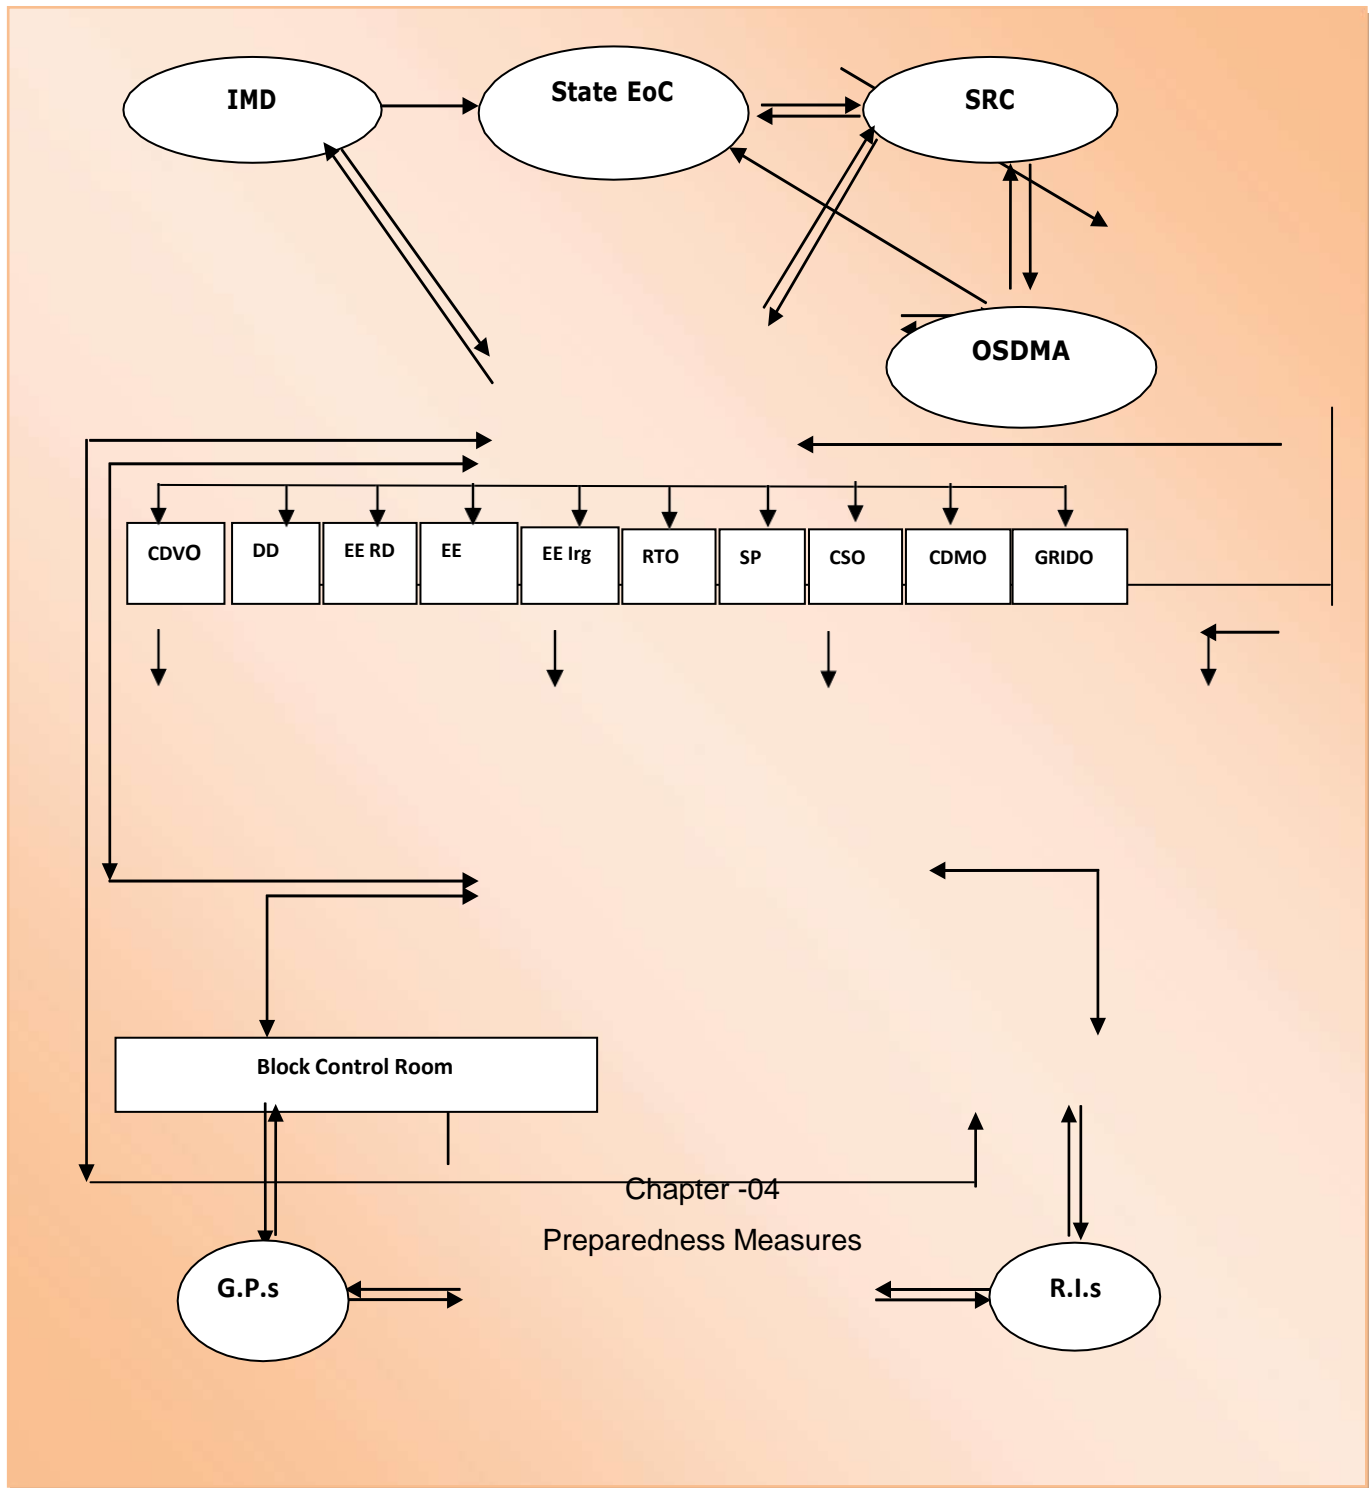 IMD
State EoC
SRC
OSDMA
CDVO
DD
EE RD
EE
EE Irg
RTO
SP
CSO
CDMO
GRIDO
Block Control Room
Chapter -04
Preparedness Measures
G.P.s
R.I.s